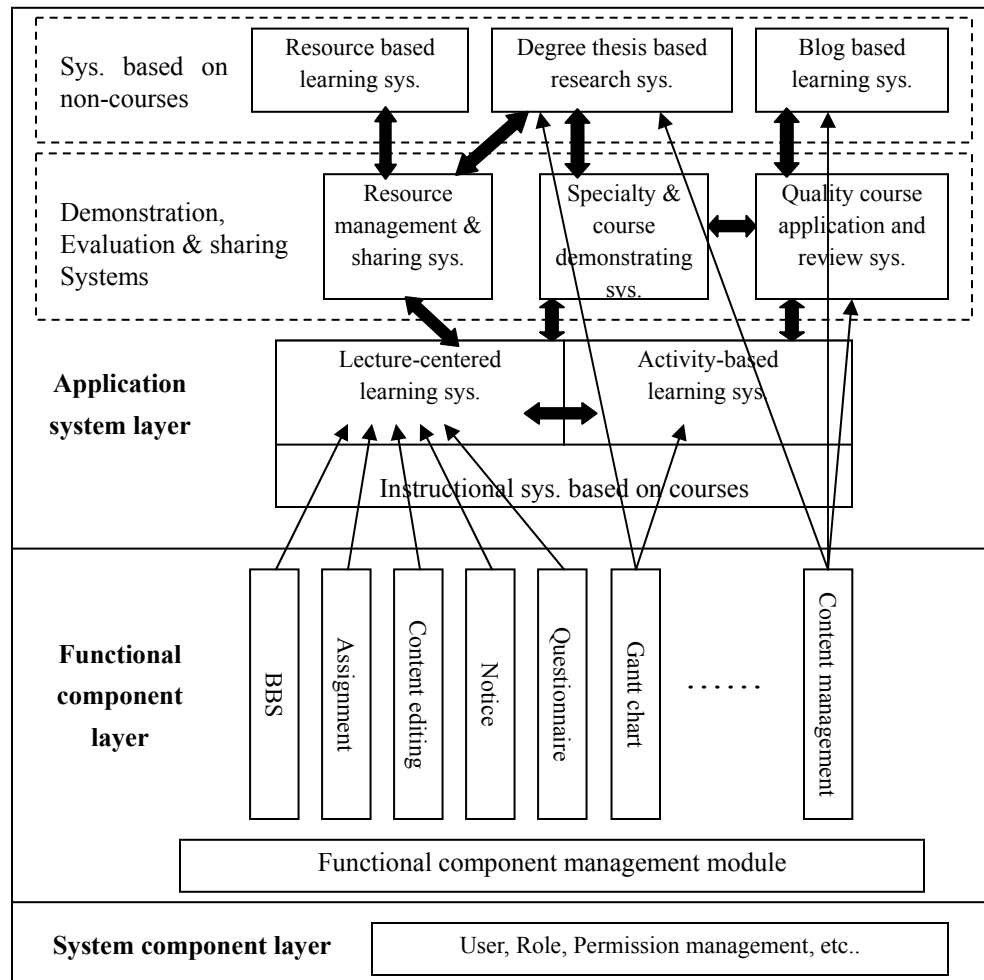 Sys. based on
non-courses
Resource based
learning sys.
Degree thesis based
research sys.
Blog based
learning sys.
Demonstration,
Evaluation & sharing
Systems
Resource
management &
sharing sys.
Specialty &
course
demonstrating
sys.
Quality course
application and
review sys.
Application
system layer
Lecture-centered
learning sys.
Activity-based
learning sys.
Instructional sys. based on courses
Functional
component
layer
BBS
Assignment
Content editing
Notice
Questionnaire
Gantt chart
......
Content management
Functional component management module
System component layer
User, Role, Permission management, etc..